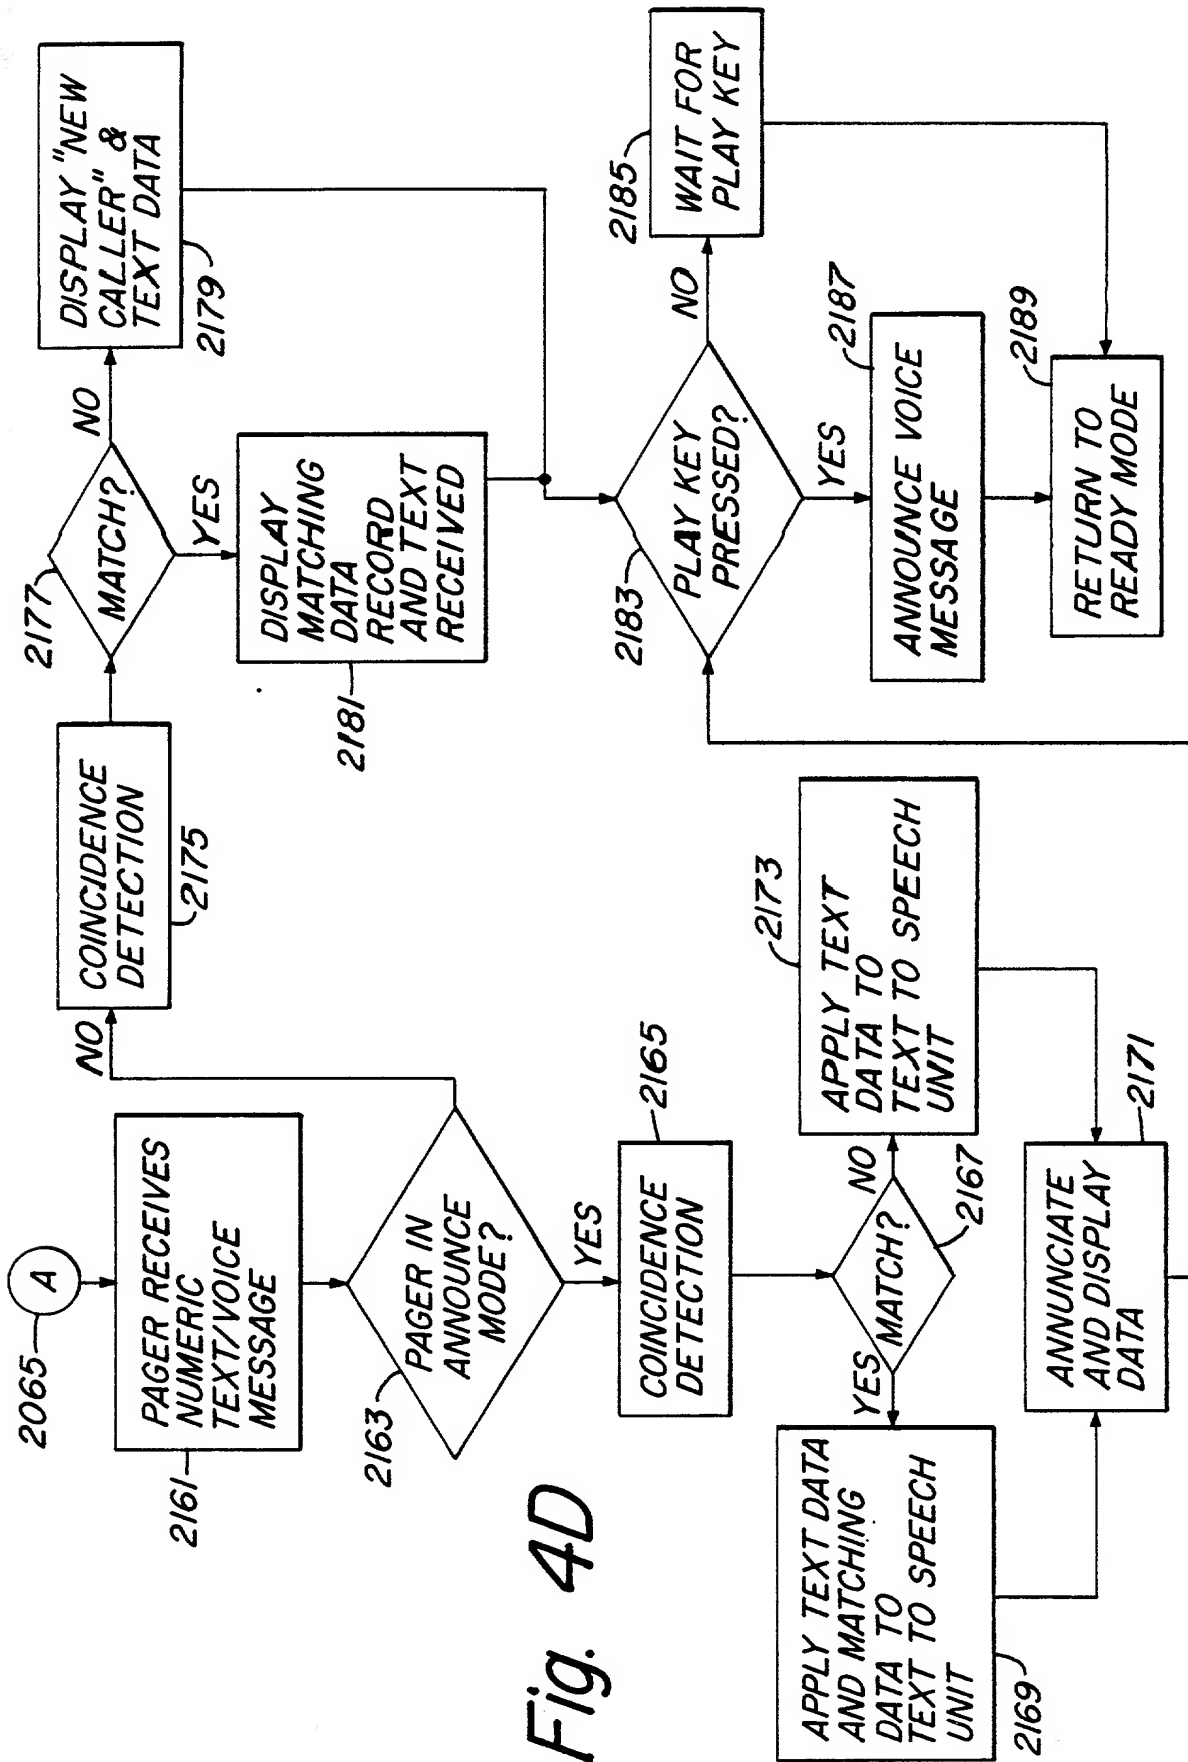 2065
A
2161
PAGER RECEIVES
NUMERIC
TEXT/VOICE
MESSAGE
2163
PAGER IN
ANNOUNCE
MODE?
NO
YES
COINCIDENCE
DETECTION
2165
MATCH?
2167
YES
NO
APPLY TEXT DATA
AND MATCHING
DATA TO
TEXT TO SPEECH
UNIT
2169
APPLY TEXT
DATA TO
TEXT TO SPEECH
UNIT
2173
ANNUNCIATE
AND DISPLAY
DATA
2171
COINCIDENCE
DETECTION
2175
2177
MATCH?
NO
YES
DISPLAY "NEW
CALLER" &
TEXT DATA
2179
DISPLAY
MATCHING
DATA
RECORD
AND TEXT
RECEIVED
2181
2183
PLAY KEY
PRESSED?
NO
YES
2185
WAIT FOR
PLAY KEY
2187
ANNOUNCE VOICE
MESSAGE
2189
RETURN TO
READY MODE
Fig. 4D